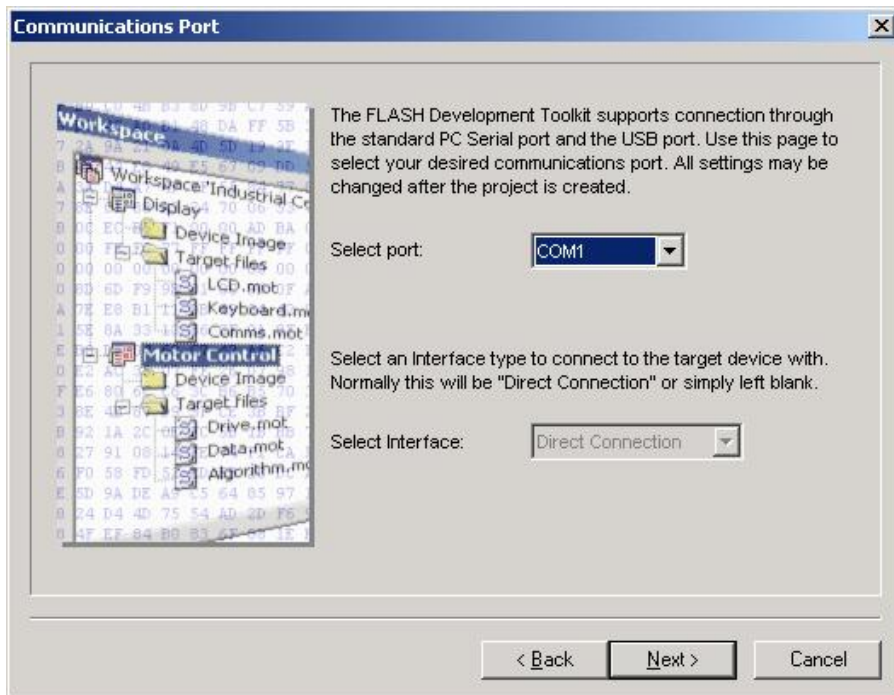 Communications Port
Workspace
Workspace 'Industrial Co
Display
Device Image
Target files
LCD.mot
Keyboard.mo
Comms.mot
Motor Control
Device Image
Target files
Drive.mot
Data.mot
Algorithm.mo
The FLASH Development Toolkit supports connection through
the standard PC Serial port and the USB port. Use this page to
select your desired communications port. All settings may be
changed after the project is created.
Select port:
COM1
Select an Interface type to connect to the target device with.
Normally this will be "Direct Connection" or simply left blank.
Select Interface:
Direct Connection
< Back
Next >
Cancel